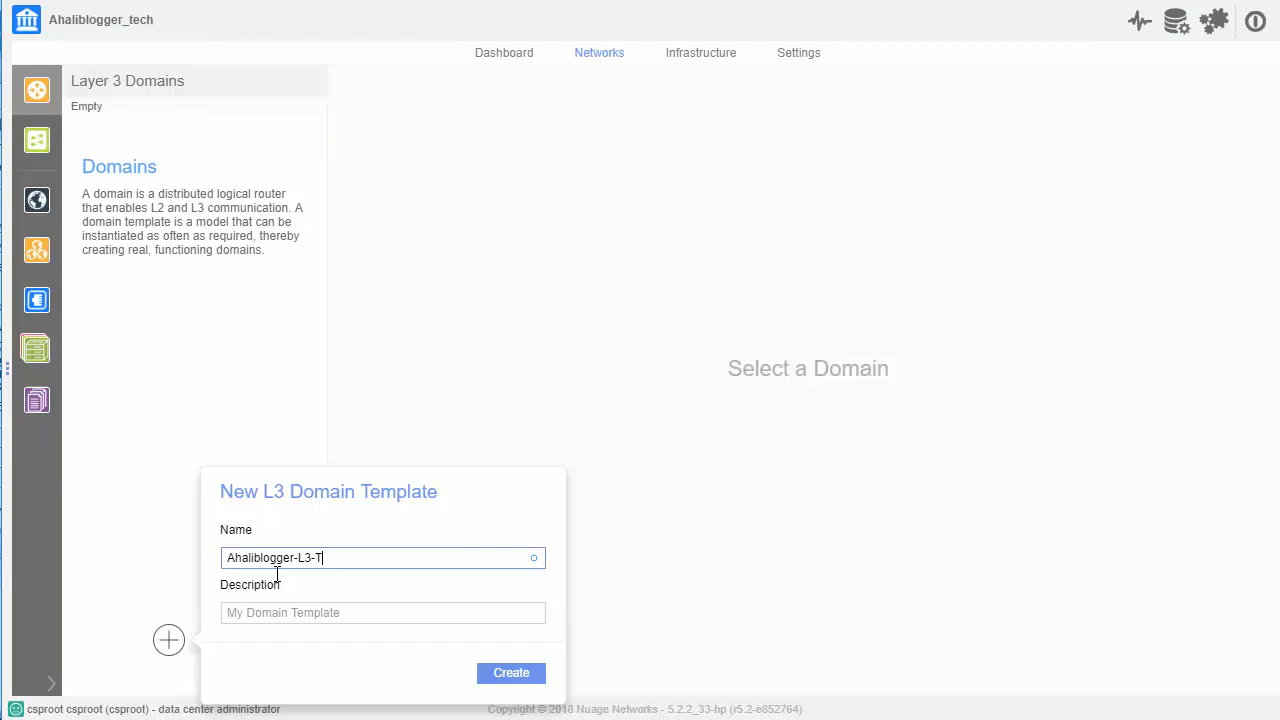 Ahaliblogger_tech
Dashboard
Networks
Infrastructure
Settings
Layer 3 Domains
Empty
Domains
A domain is a distributed logical router
that enables L2 and L3 communication. A
domain template is a model that can be
instantiated as often as required, thereby
creating real, functioning domains.
Select a Domain
New L3 Domain Template
Name
Ahaliblogger-L3-T
Description
My Domain Template
Create
csproot csproot (csproot) - data center administrator
Copyright © 2018 Nuage Networks - 5.2.2_33-hp (r5.2-e852764)